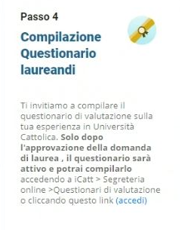 Passo 4
Compilazione
Questionario
laureandi
Ti invitiamo a compilare il
questionario di valutazione sulla
tua esperienza in Università
Cattolica. Solo dopo
l'approvazione della domanda
di laurea , il questionario sarà
attivo e potrai compilarlo
accedendo a iCatt > Segreteria
online >Questionari di valutazione
o cliccando questo link (accedi)